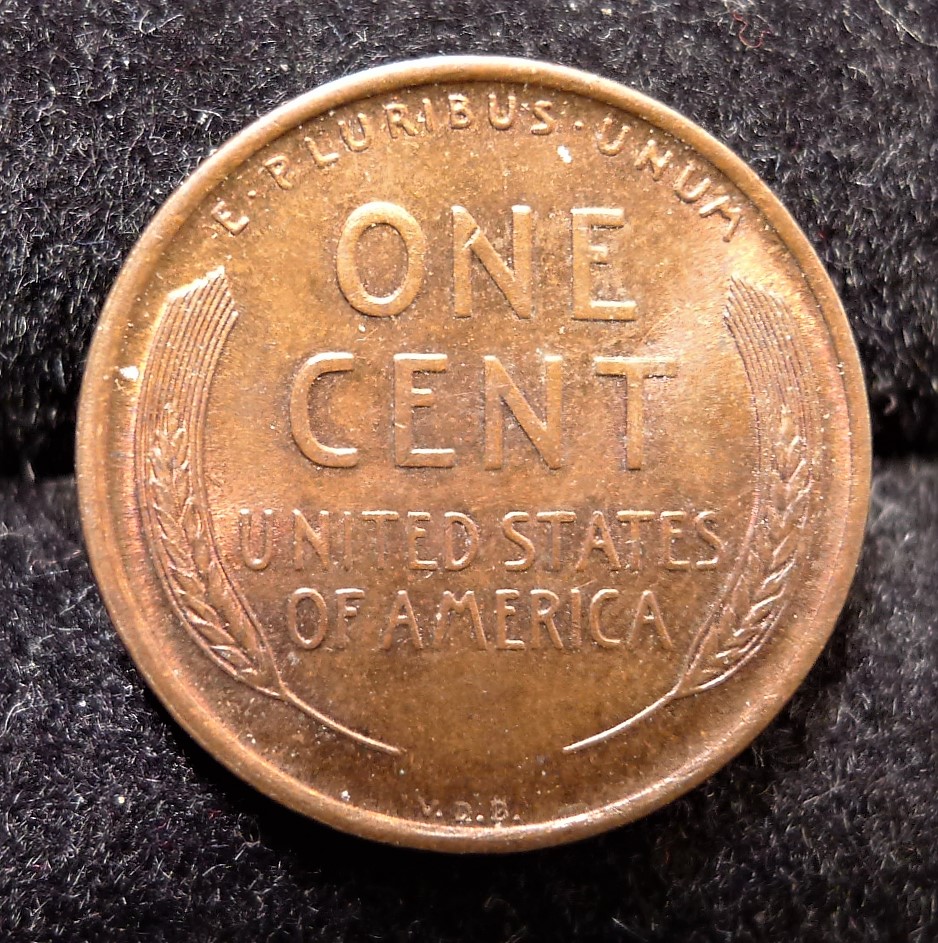 E·PLURIBUS·UNUM
ONE
CENT
UNITED STATES
OF AMERICA
V.D.B.